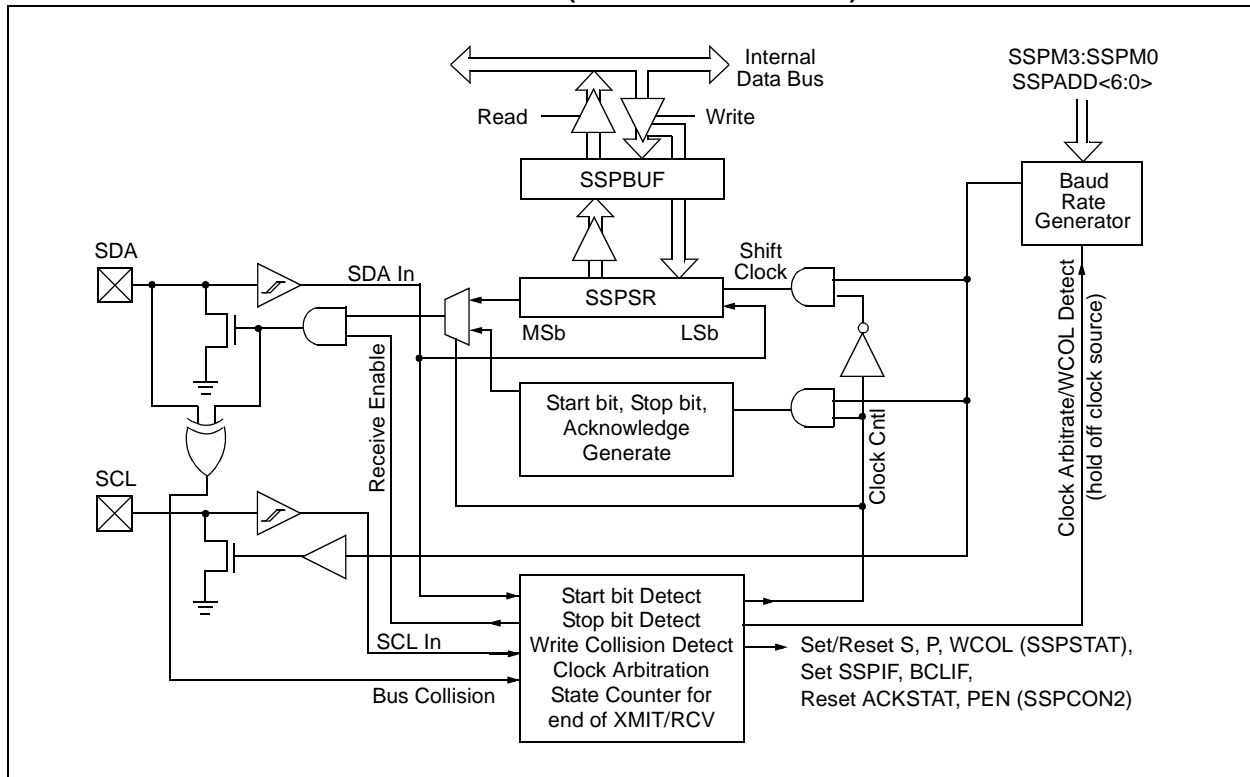 Internal
Data Bus
SSPM3:SSPM0
SSPADD<6:0>
Read
Write
SSPBUF
Baud
Rate
Generator
SDA
SDA In
Shift
Clock
SSPSR
MSb
LSb
Start bit, Stop bit,
Acknowledge
Generate
Receive Enable
Clock Cntl
Clock Arbitrate/WCOL Detect
(hold off clock source)
SCL
SCL In
Bus Collision
Start bit Detect
Stop bit Detect
Write Collision Detect
Clock Arbitration
State Counter for
end of XMIT/RCV
Set/Reset S, P, WCOL (SSPSTAT),
Set SSPIF, BCLIF,
Reset ACKSTAT, PEN (SSPCON2)